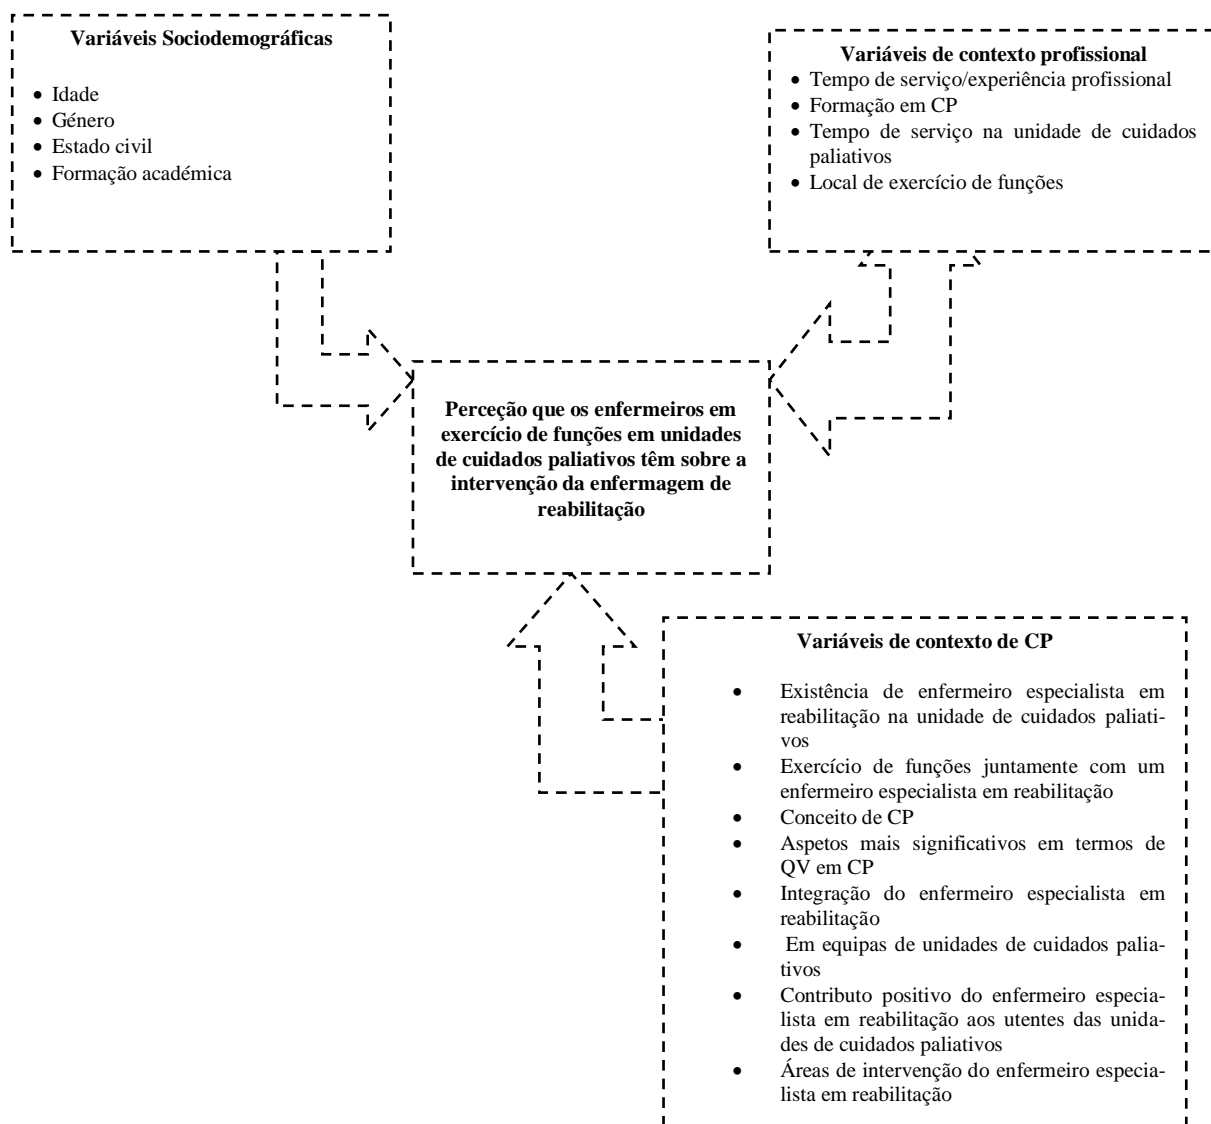 Variáveis Sociodemográficas
• Idade
• Género
• Estado civil
• Formação académica
Variáveis de contexto profissional
• Tempo de serviço/experiência profissional
• Formação em CP
• Tempo de serviço na unidade de cuidados
paliativos
• Local de exercício de funções
Perceção que os enfermeiros em
exercício de funções em unidades
de cuidados paliativos têm sobre a
intervenção da enfermagem de
reabilitação
Variáveis de contexto de CP
• Existência de enfermeiro especialista em
reabilitação na unidade de cuidados paliati-
vos
• Exercício de funções juntamente com um
enfermeiro especialista em reabilitação
• Conceito de CP
• Aspetos mais significativos em termos de
QV em CP
• Integração do enfermeiro especialista em
reabilitação
• Em equipas de unidades de cuidados palia-
tivos
• Contributo positivo do enfermeiro especia-
lista em reabilitação aos utentes das unida-
des de cuidados paliativos
• Áreas de intervenção do enfermeiro especia-
lista em reabilitação